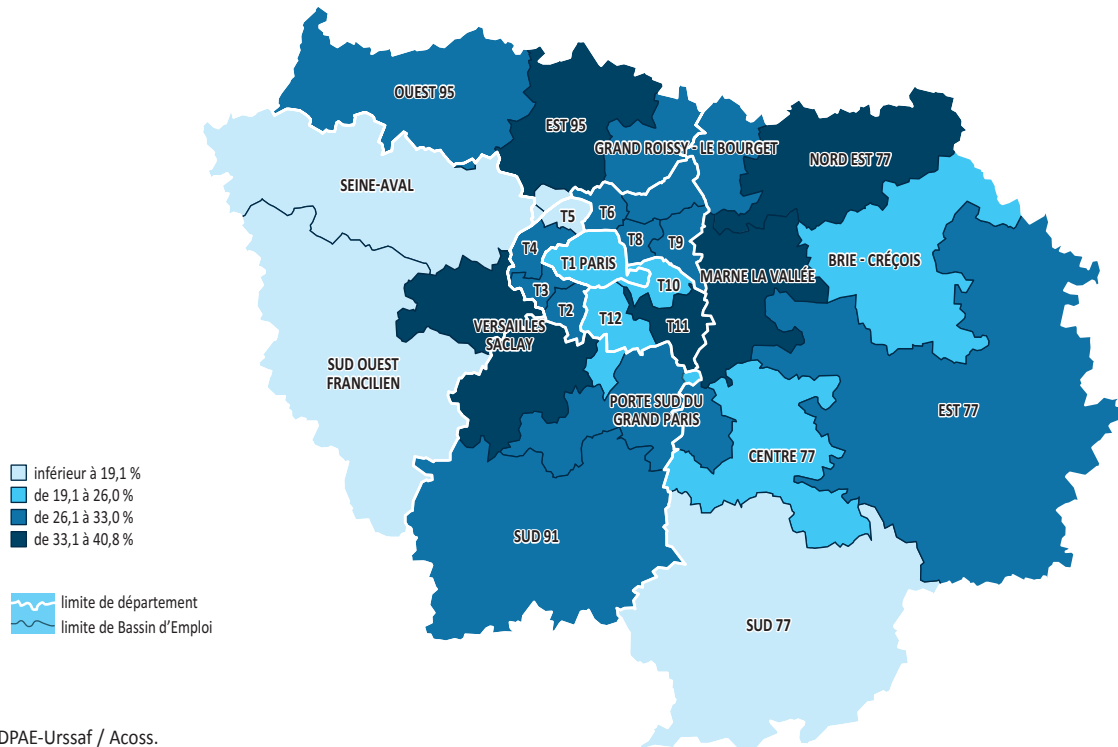 OUEST 95
EST 95
GRAND ROISSY - LE BOURGET
NORD EST 77
SEINE-AVAL
T5
T6
T4
T8
T9
T1 PARIS
BRIE - CRÉÇOIS
MARNE LA VALLÉE
T3
T10
T2
T12
T11
VERSAILLES
SACLAY
SUD OUEST
FRANCILIEN
PORTE SUD DU
GRAND PARIS
EST 77
CENTRE 77
SUD 91
SUD 77
inférieur à 19,1 %
de 19,1 à 26,0 %
de 26,1 à 33,0 %
de 33,1 à 40,8 %
limite de département
limite de Bassin d’Emploi
DPAE-Urssaf / Acoss.